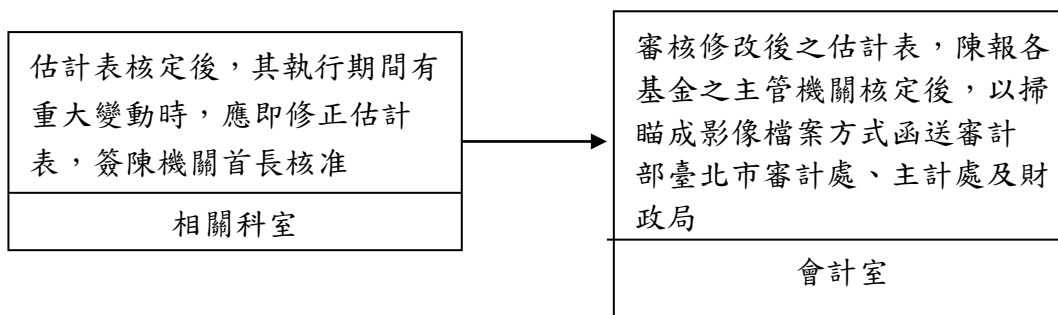 估計表核定後，其執行期間有
重大變動時，應即修正估計
表，簽陳機關首長核准
相關科室
審核修改後之估計表，陳報各
基金之主管機關核定後，以掃
瞄成影像檔案方式函送審計
部臺北市審計處、主計處及財
政局
會計室